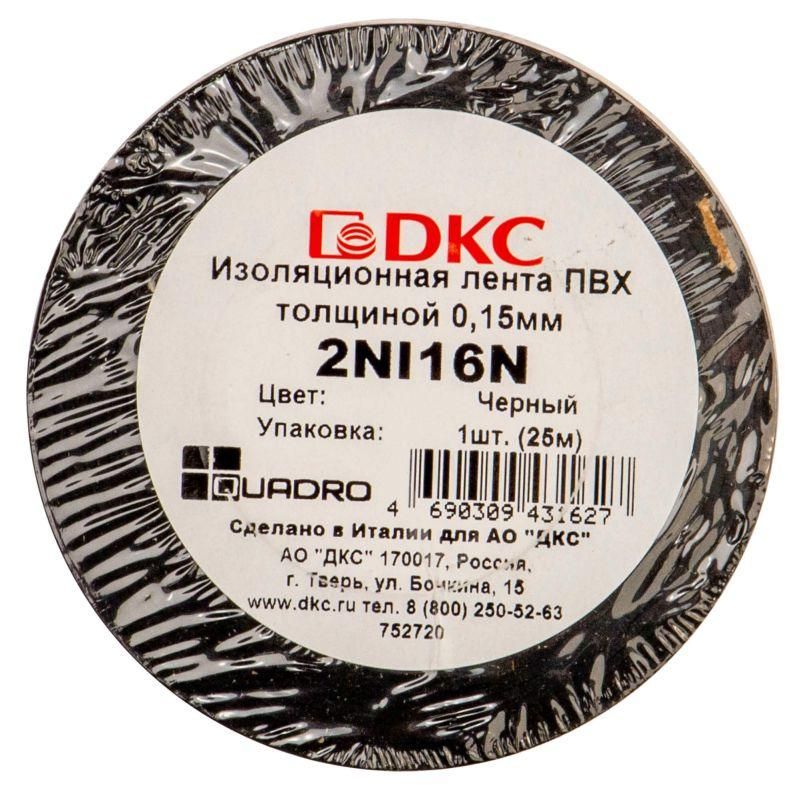 DKC
Изоляционная лента ПВХ
толщиной 0,15мм
2NI16N
Цвет: Черный
Упаковка: 1шт. (25м)
QUADRO
4 690309 431627
Сделано в Италии для АО "ДКС"
АО "ДКС" 170017, Россия,
г. Тверь, ул. Бочкина, 15
www.dkc.ru тел. 8 (800) 250-52-63
752720